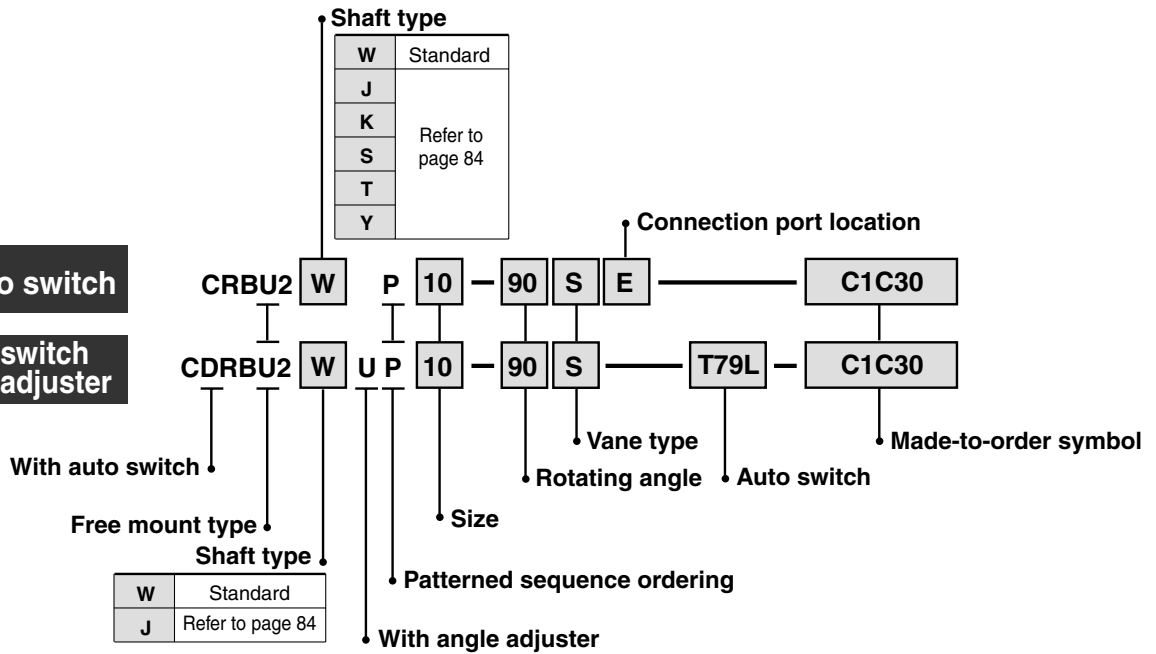 Shaft type
W Standard
J
K
S
T
Y
Refer to
page 84
Connection port location
switch
CRBU2 W P 10 – 90 S E — C1C30
switch
adjuster
CDRBU2 W U P 10 – 90 S — T79L – C1C30
With auto switch
Free mount type
Shaft type
W Standard
J Refer to page 84
Vane type
Rotating angle
Size
Auto switch
Made-to-order symbol
Patterned sequence ordering
With angle adjuster